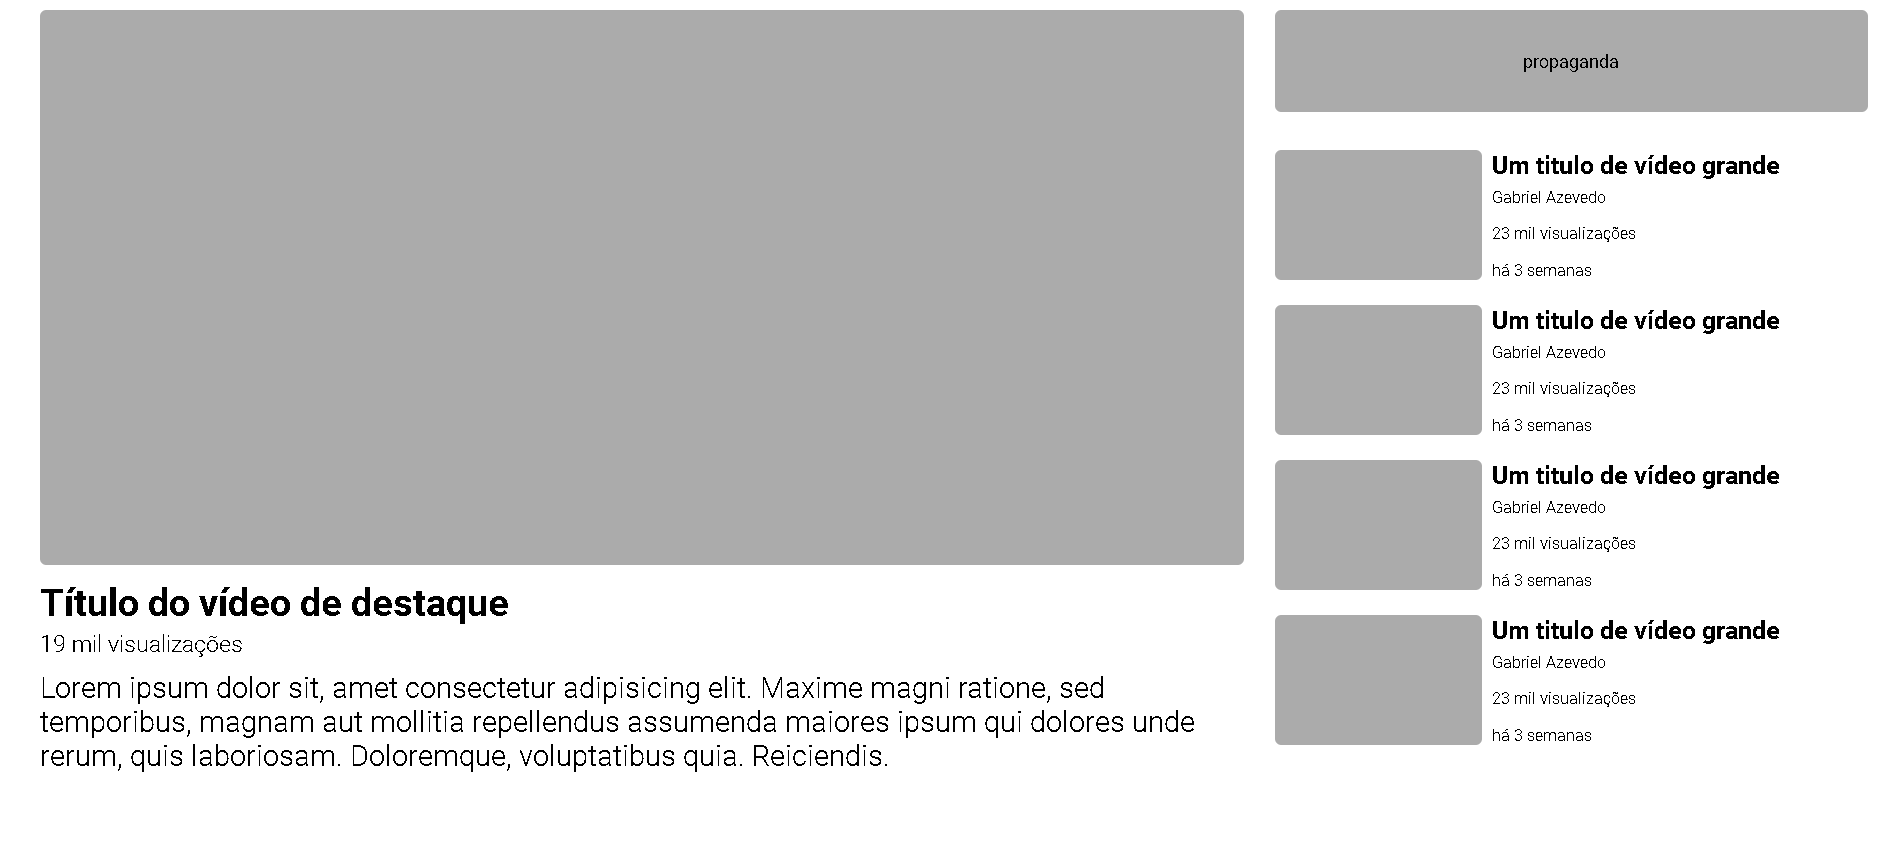 Título do vídeo de destaque
19 mil visualizações
Lorem ipsum dolor sit, amet consectetur adipisicing elit. Maxime magni ratione, sed
temporibus, magnam aut mollitia repellendus assumenda maiores ipsum qui dolores unde
rerum, quis laboriosam. Doloremque, voluptatibus quia. Reiciendis.
propaganda
Um titulo de vídeo grande
Gabriel Azevedo
23 mil visualizações
há 3 semanas
Um titulo de vídeo grande
Gabriel Azevedo
23 mil visualizações
há 3 semanas
Um titulo de vídeo grande
Gabriel Azevedo
23 mil visualizações
há 3 semanas
Um titulo de vídeo grande
Gabriel Azevedo
23 mil visualizações
há 3 semanas